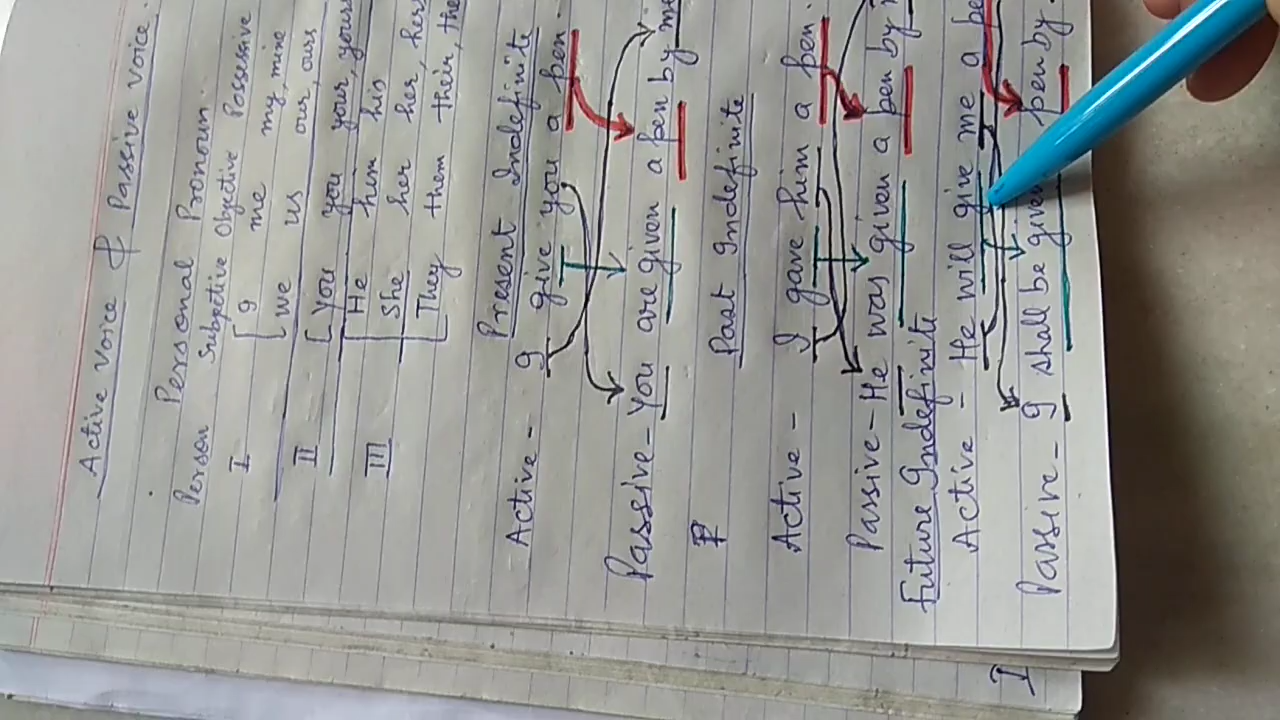 Active voice & Passive voice.
Personal Pronoun.
Person Subjective Objective Possessive
I [ I me my, mine
[ we us our, ours
II [ You you your, yours
III [ He him his
[ She her her, hers
[ They them their,
Present Indefinite
Active - I give you a pen.
Passive - You are given a pen by me
Past Indefinite
Active - I gave him a pen.
Passive - He was given a pen by
Future Indefinite
Active - He will give me a
Passive - I shall be given pen by
I